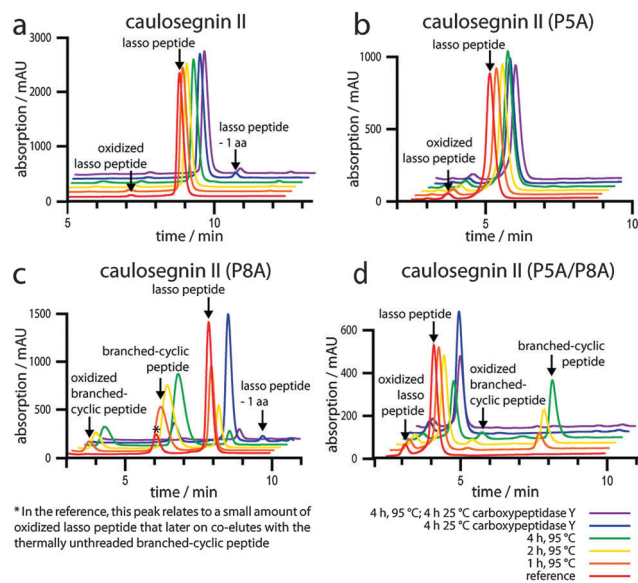 a
caulosegnin II
3000
2000
1000
0
absorption / mAU
lasso peptide
oxidized
lasso peptide
lasso peptide
- 1 aa
5
10
time / min
b
caulosegnin II (P5A)
1000
500
0
absorption / mAU
lasso peptide
oxidized
lasso peptide
5
10
time / min
c
caulosegnin II (P8A)
1500
1000
500
0
absorption / mAU
lasso peptide
branched-cyclic
peptide
oxidized
branched-
cyclic peptide
lasso peptide
- 1 aa
*
5
10
time / min
* In the reference, this peak relates to a small amount of
oxidized lasso peptide that later on co-elutes with the
thermally unthreaded branched-cyclic peptide
d
caulosegnin II (P5A/P8A)
600
400
200
0
absorption / mAU
lasso peptide
branched-cyclic
peptide
oxidized
lasso
peptide
oxidized
branched-
cyclic peptide
5
10
time / min
4 h, 95 °C; 4 h 25 °C carboxypeptidase Y
4 h 25 °C carboxypeptidase Y
4 h, 95 °C
2 h, 95 °C
1 h, 95 °C
reference